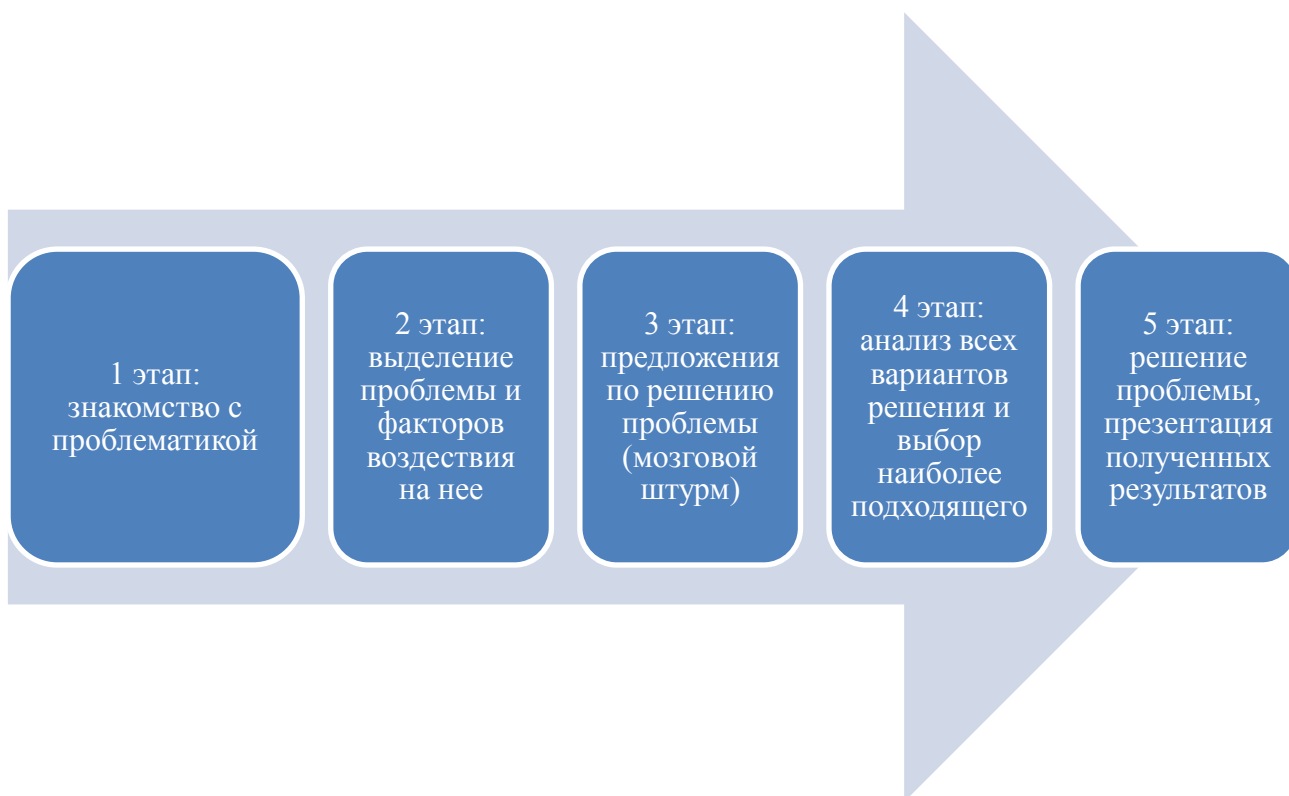 1 этап:
знакомство с
проблематикой
2 этап:
выделение
проблемы и
факторов
воздествия
на нее
3 этап:
предложения
по решению
проблемы
(мозговой
штурм)
4 этап:
анализ всех
вариантов
решения и
выбор
наиболее
подходящего
5 этап:
решение
проблемы,
презентация
полученных
результатов